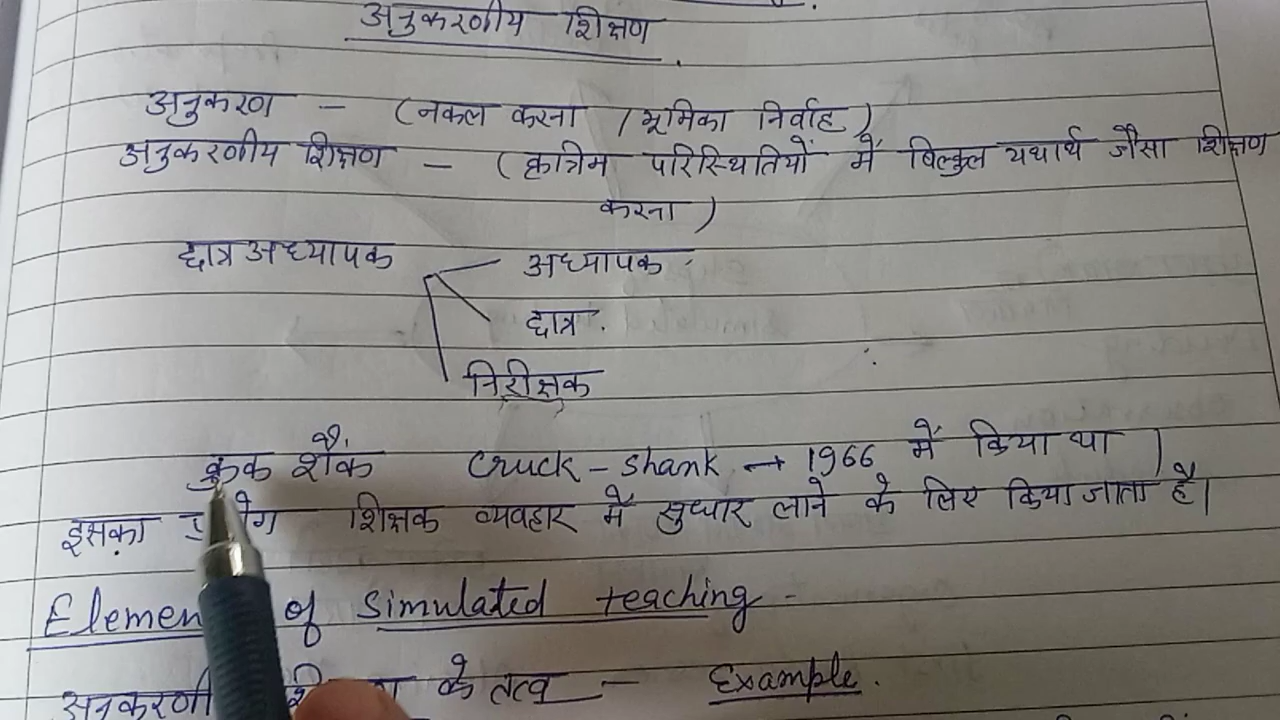 अनुकरणीय शिक्षण
अनुकरण - (नकल करना / भूमिका निर्वाह)
अनुकरणीय शिक्षण - (कृत्रिम परिस्थितियों में बिल्कुल यथार्थ जैसा शिक्षण
करना)
छात्र अध्यापक अध्यापक
छात्र.
निरीक्षक
क्रुक शैंक Cruck-shank → 1966 में किया था।
इसका शिक्षक व्यवहार में सुधार लाने के लिए किया जाता है।
of Simulated teaching -
के तत्व - Example.